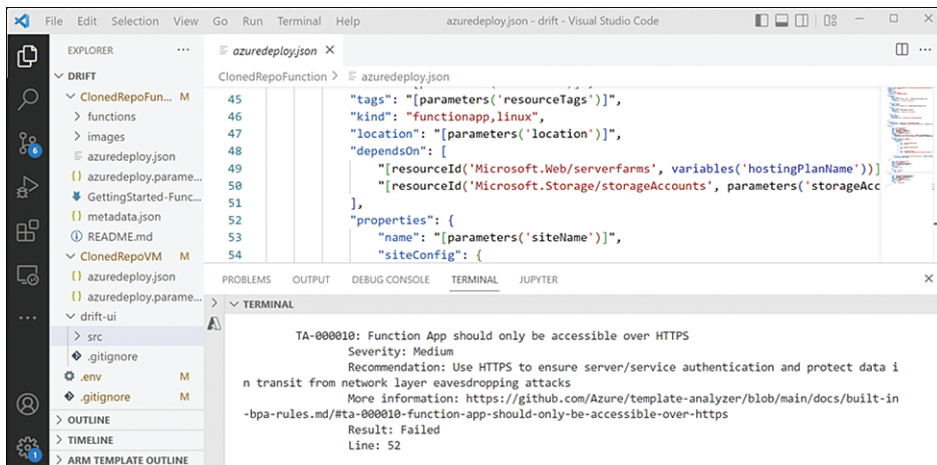 File Edit Selection View Go Run Terminal Help azuredeploy.json - drift - Visual Studio Code
EXPLORER
DRIFT
ClonedRepoFun... M
functions
images
azuredeploy.json
{} azuredeploy.parame...
GettingStarted-Func...
{} metadata.json
README.md
ClonedRepoVM M
{} azuredeploy.json
{} azuredeploy.parame...
drift-ui
src
.gitignore
.env M
.gitignore M
OUTLINE
TIMELINE
ARM TEMPLATE OUTLINE
6
1
azuredeploy.json
ClonedRepoFunction > azuredeploy.json
45 "tags": "[parameters('resourceTags')]",
46 "kind": "functionapp,linux",
47 "location": "[parameters('location')]",
48 "dependsOn": [
49 "[resourceId('Microsoft.Web/serverfarms', variables('hostingPlanName'))]
50 "[resourceId('Microsoft.Storage/storageAccounts', parameters('storageAcc
51 ],
52 "properties": {
53 "name": "[parameters('siteName')]",
54 "siteConfig": {
PROBLEMS OUTPUT DEBUG CONSOLE TERMINAL JUPYTER
TERMINAL
TA-000010: Function App should only be accessible over HTTPS
Severity: Medium
Recommendation: Use HTTPS to ensure server/service authentication and protect data i
n transit from network layer eavesdropping attacks
More information: https://github.com/Azure/template-analyzer/blob/main/docs/built-in
-bpa-rules.md/#ta-000010-function-app-should-only-be-accessible-over-https
Result: Failed
Line: 52